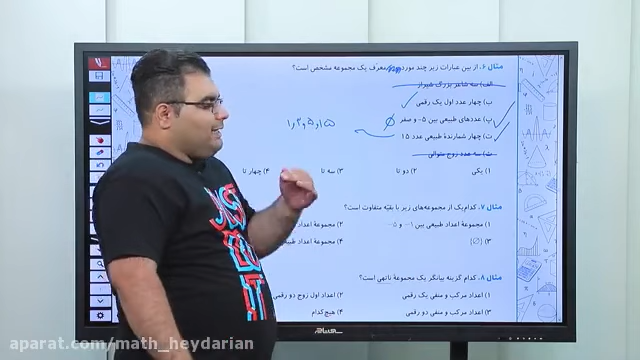 مثال ۶. از بین عبارات زیر چند مورد معرف یک مجموعه مشخص است؟
الف) سه شاعر بزرگ شیراز
ب) چهار عدد اول یک رقمی
پ) عددهای طبیعی بین ۵- و صفر ∅
ت) چهار شمارندهٔ طبیعی عدد ۱۵ ۱ و ۳ و ۵ و ۱۵
ث) سه عدد زوج متوالی
۱) یکی ۲) دو تا ۳) سه تا ۴) چهار تا
مثال ۷. کدام‌یک از مجموعه‌های زیر با بقیه متفاوت است؟
۱) مجموعهٔ اعداد طبیعی بین ۱- و ۵- ۲) مجموعهٔ اعداد
۳) {∅} ۴) مجموعهٔ اعداد طبیعی
مثال ۸. کدام گزینه بیانگر یک مجموعهٔ ناتهی است؟
۱) اعداد مرکب و منفی یک رقمی ۲) اعداد اول زوج دو رقمی
۳) اعداد مرکب و منفی دو رقمی ۴) هیچ‌کدام
aparat.com/math_heydarian